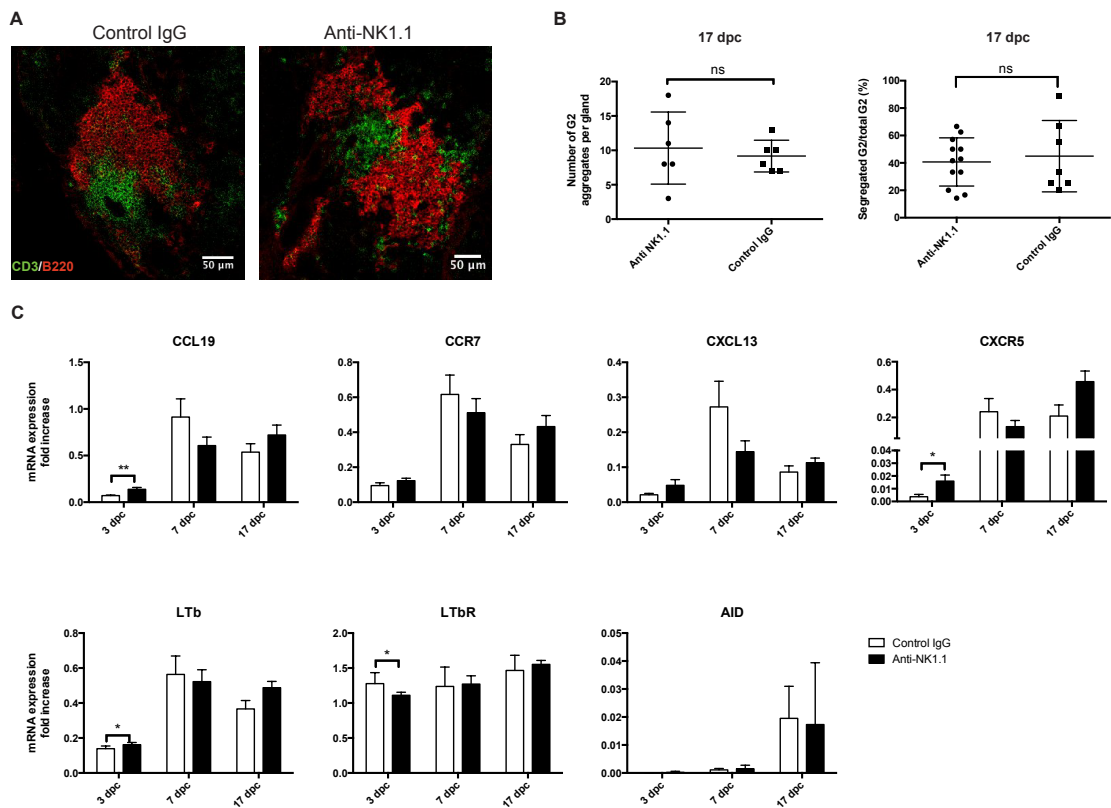 A
Control IgG
Anti-NK1.1
CD3/B220
50 µm
50 µm
B
17 dpc
ns
Number of G2
aggregates per gland
20
15
10
5
0
Anti NK1.1
Control IgG
17 dpc
ns
Segregated G2/total G2 (%)
100
80
60
40
20
0
Anti-NK1.1
Control IgG
C
CCL19
mRNA expression
fold increase
1.5
1.0
0.5
0.0
**
3 dpc
7 dpc
17 dpc
CCR7
0.8
0.6
0.4
0.2
0.0
3 dpc
7 dpc
17 dpc
CXCL13
0.4
0.3
0.2
0.1
0.0
3 dpc
7 dpc
17 dpc
CXCR5
0.6
0.4
0.2
0.04
0.03
0.02
0.01
0.00
*
3 dpc
7 dpc
17 dpc
LTb
mRNA expression
fold increase
0.8
0.6
0.4
0.2
0.0
*
3 dpc
7 dpc
17 dpc
LTbR
2.0
1.5
1.0
0.5
0.0
*
3 dpc
7 dpc
17 dpc
AID
0.05
0.04
0.03
0.02
0.01
0.00
3 dpc
7 dpc
17 dpc
Control IgG
Anti-NK1.1